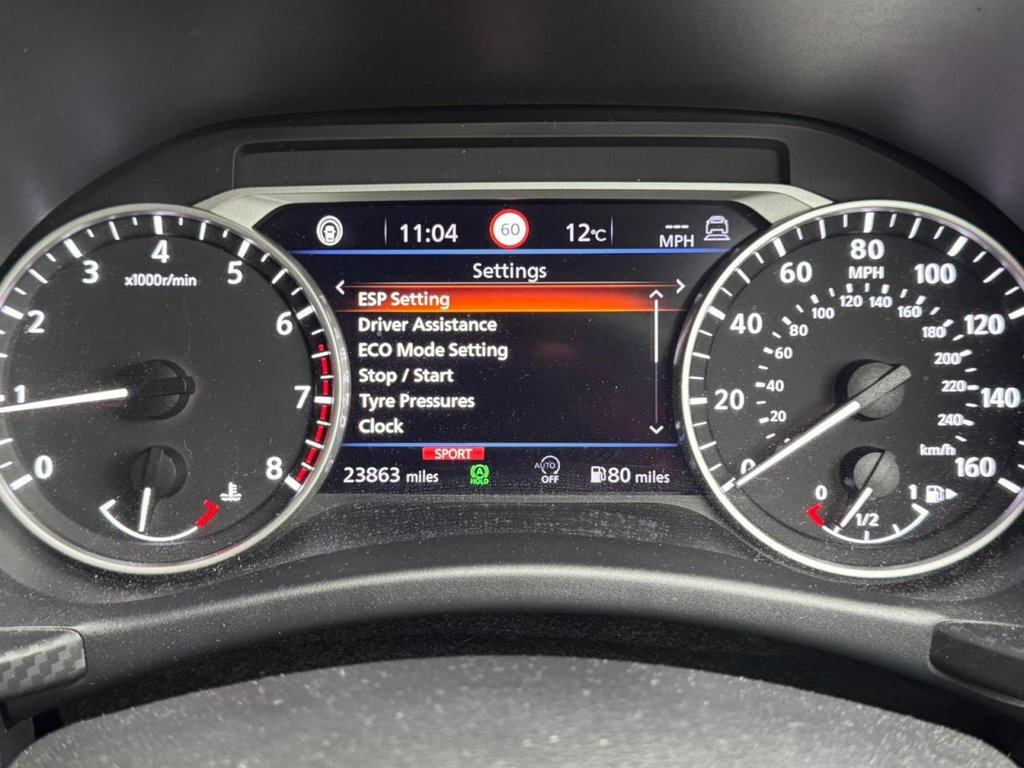 11:04 60 12°C --- MPH
Settings
ESP Setting
Driver Assistance
ECO Mode Setting
Stop / Start
Tyre Pressures
Clock
SPORT
23863 miles
A HOLD
AUTO OFF
80 miles
0 1 2 3 4 5 6 7 8
x1000r/min
0 20 40 60 80 100 120 140 160
MPH
20 40 60 80 100 120 140 160 180 200 220 240
km/h
0 1/2 1